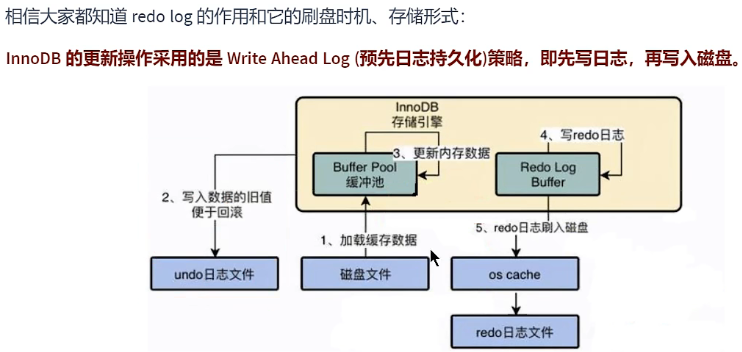 相信大家都知道 redo log 的作用和它的刷盘时机、存储形式：
InnoDB 的更新操作采用的是 Write Ahead Log (预先日志持久化)策略，即先写日志，再写入磁盘。
InnoDB
存储引擎
4、写redo日志
3、更新内存数据
Buffer Pool
缓冲池
Redo Log
Buffer
2、写入数据的旧值
便于回滚
5、redo日志刷入磁盘
1、加载缓存数据
undo日志文件
磁盘文件
os cache
redo日志文件